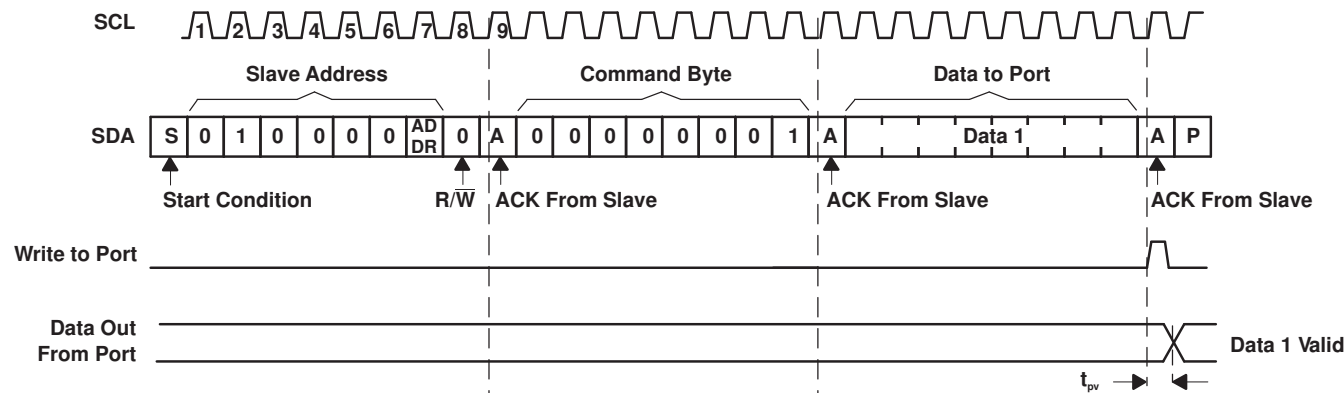 SCL 1 2 3 4 5 6 7 8 9
Slave Address Command Byte Data to Port
SDA S 0 1 0 0 0 0 AD DR 0 A 0 0 0 0 0 0 0 1 A Data 1 A P
Start Condition R/W̅ ACK From Slave ACK From Slave ACK From Slave
Write to Port
Data Out
From Port
Data 1 Valid
tpv